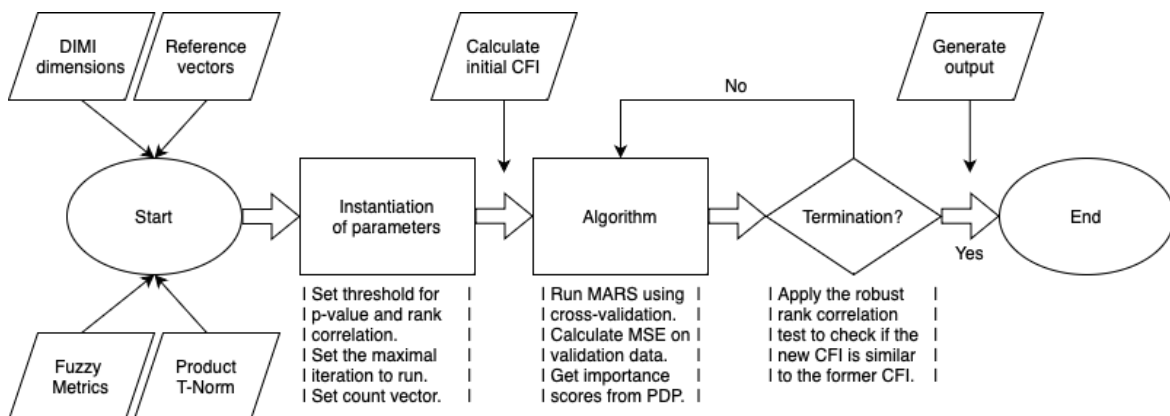 DIMI
dimensions
Reference
vectors
Calculate
initial CFI
Generate
output
No
Start
Instantiation
of parameters
Algorithm
Termination?
Yes
End
Fuzzy
Metrics
Product
T-Norm
Set threshold for
p-value and rank
correlation.
Set the maximal
iteration to run.
Set count vector.
Run MARS using
cross-validation.
Calculate MSE on
validation data.
Get importance
scores from PDP.
Apply the robust
rank correlation
test to check if the
new CFI is similar
to the former CFI.